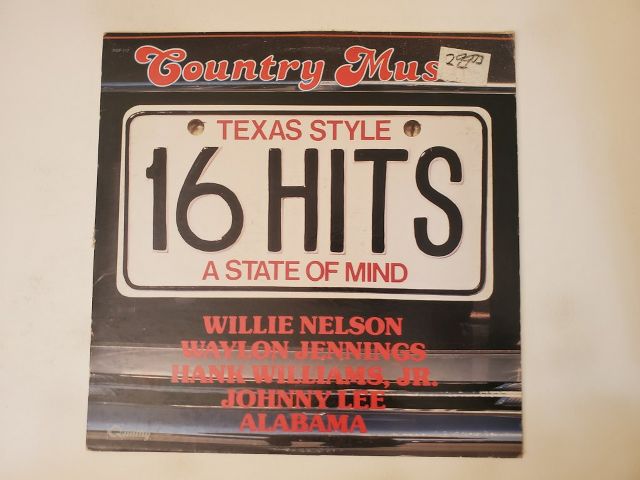 Country Mus
TEXAS STYLE
16 HITS
A STATE OF MIND
WILLIE NELSON
WAYLON JENNINGS
HANK WILLIAMS, JR.
JOHNNY LEE
ALABAMA